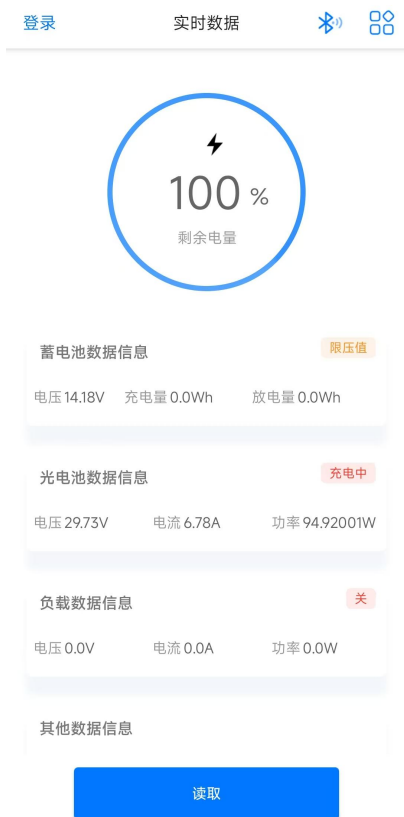 登录 实时数据
100 %
剩余电量
蓄电池数据信息 限压值
电压 14.18V 充电量 0.0Wh 放电量 0.0Wh
光电池数据信息 充电中
电压 29.73V 电流 6.78A 功率 94.92001W
负载数据信息 关
电压 0.0V 电流 0.0A 功率 0.0W
其他数据信息
读取